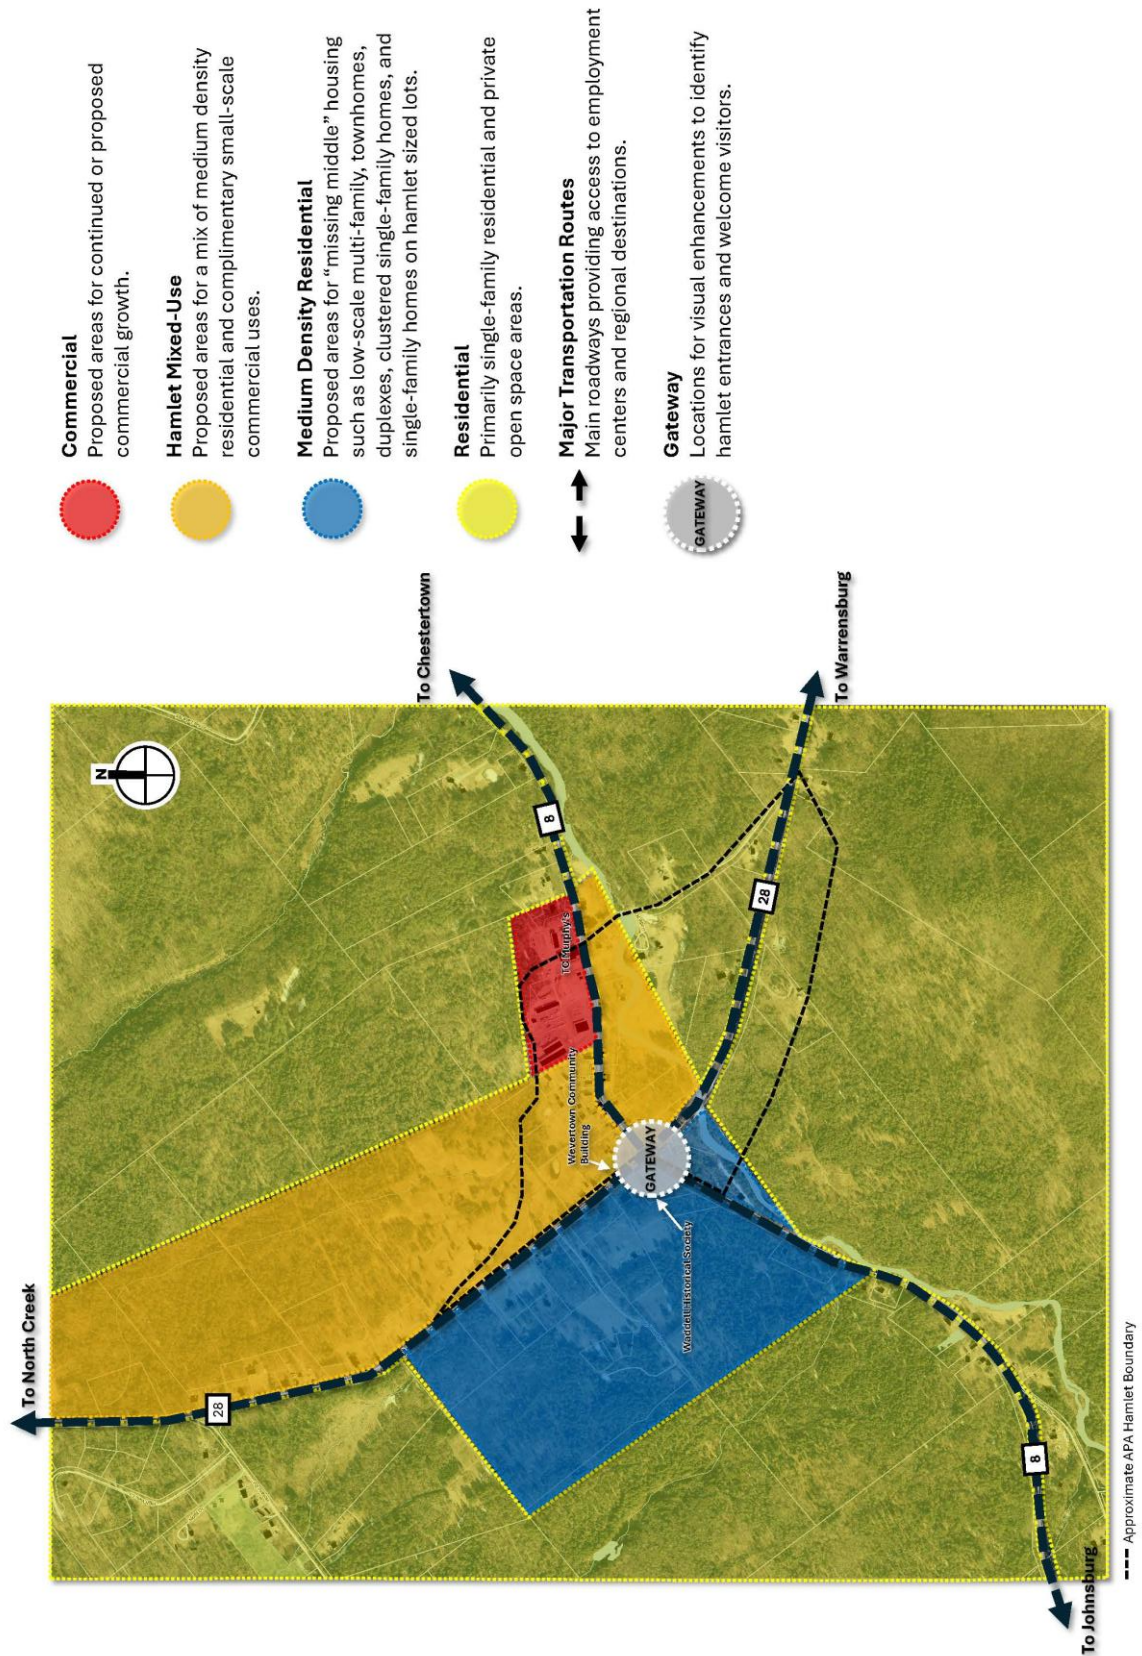 To North Creek
N
28
To Chestertown
8
TC Murphy's
Wevertown Community
Building
GATEWAY
Waddell Historical Society
28
To Warrensburg
8
To Johnsburg
Approximate APA Hamlet Boundary
Commercial
Proposed areas for continued or proposed
commercial growth.
Hamlet Mixed-Use
Proposed areas for a mix of medium density
residential and complimentary small-scale
commercial uses.
Medium Density Residential
Proposed areas for “missing middle” housing
such as low-scale multi-family, townhomes,
duplexes, clustered single-family homes, and
single-family homes on hamlet sized lots.
Residential
Primarily single-family residential and private
open space areas.
Major Transportation Routes
Main roadways providing access to employment
centers and regional destinations.
GATEWAY
Gateway
Locations for visual enhancements to identify
hamlet entrances and welcome visitors.